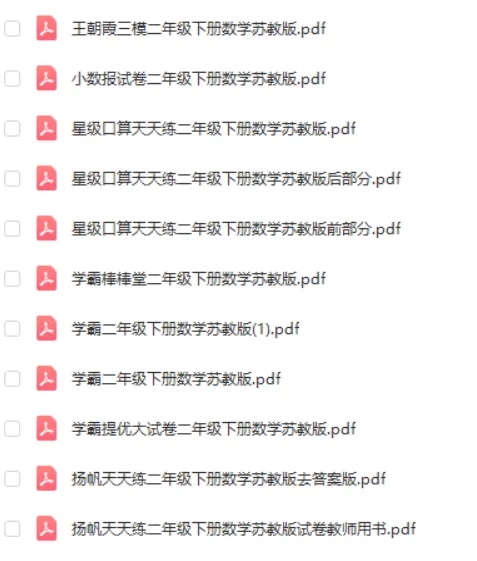 王朝霞三模二年级下册数学苏教版.pdf
小数报试卷二年级下册数学苏教版.pdf
星级口算天天练二年级下册数学苏教版.pdf
星级口算天天练二年级下册数学苏教版后部分.pdf
星级口算天天练二年级下册数学苏教版前部分.pdf
学霸棒棒堂二年级下册数学苏教版.pdf
学霸二年级下册数学苏教版(1).pdf
学霸二年级下册数学苏教版.pdf
学霸提优大试卷二年级下册数学苏教版.pdf
扬帆天天练二年级下册数学苏教版去答案版.pdf
扬帆天天练二年级下册数学苏教版试卷教师用书.pdf